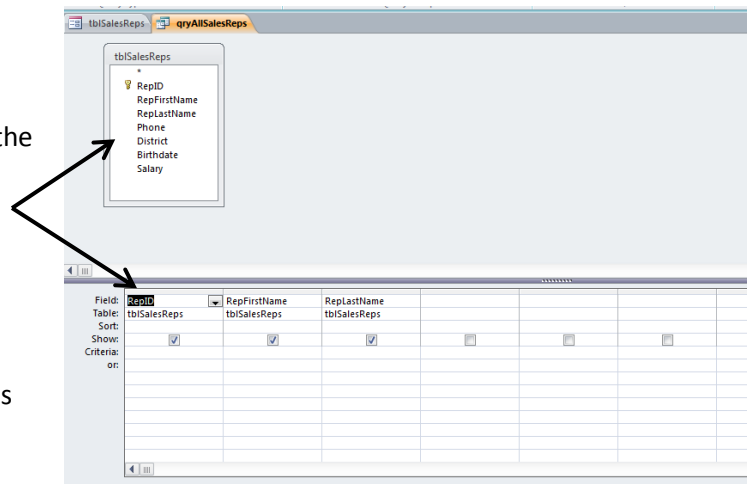 tblSalesReps qryAllSalesReps
tblSalesReps
*
RepID
RepFirstName
RepLastName
Phone
District
Birthdate
Salary
the
Field: RepID RepFirstName RepLastName
Table: tblSalesReps tblSalesReps tblSalesReps
Sort:
Show:
Criteria:
or:
s